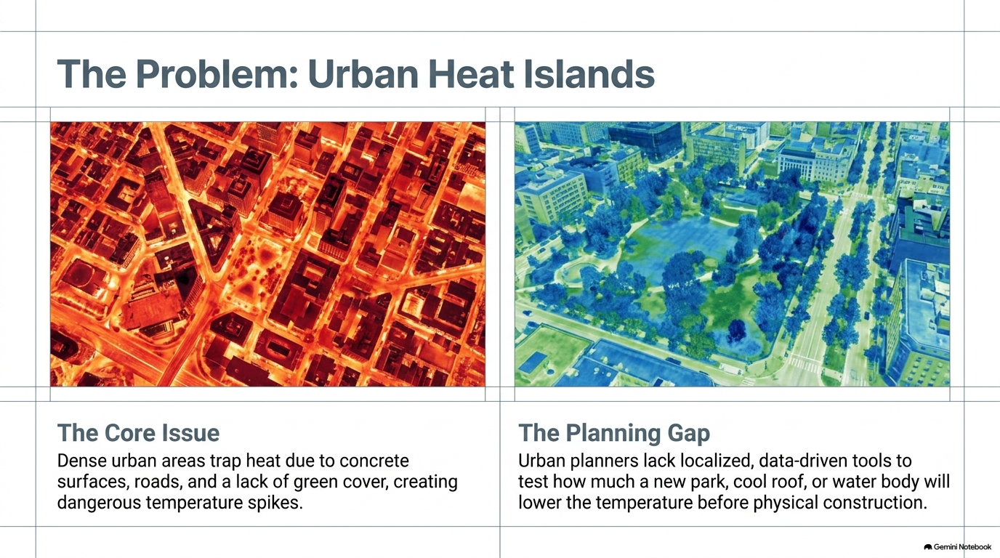 The Problem: Urban Heat Islands
The Core Issue
Dense urban areas trap heat due to concrete
surfaces, roads, and a lack of green cover, creating
dangerous temperature spikes.
The Planning Gap
Urban planners lack localized, data-driven tools to
test how much a new park, cool roof, or water body will
lower the temperature before physical construction.
Gemini Notebook